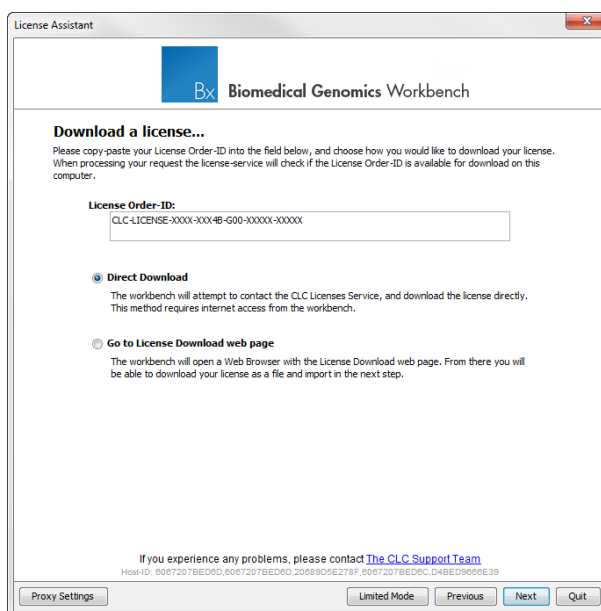 License Assistant
Bx Biomedical Genomics Workbench
Download a license...
Please copy-paste your License Order-ID into the field below, and choose how you would like to download your license.
When processing your request the license-service will check if the License Order-ID is available for download on this
computer.
License Order-ID:
CLC-LICENSE-XXXX-XXX4B-G00-XXXXX-XXXXX
Direct Download
The workbench will attempt to contact the CLC Licenses Service, and download the license directly.
This method requires internet access from the workbench.
Go to License Download web page
The workbench will open a Web Browser with the License Download web page. From there you will
be able to download your license as a file and import in the next step.
If you experience any problems, please contact The CLC Support Team
Host-ID: 6067207BED6D,6067207BED6D,20689D5E278F,6067207BED6C,D4BED9666E39
Proxy Settings Limited Mode Previous Next Quit